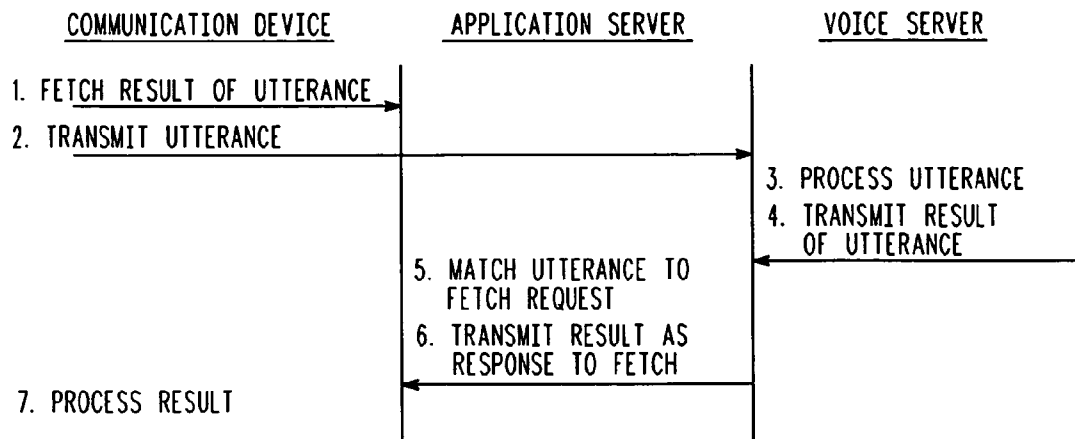 COMMUNICATION DEVICE
APPLICATION SERVER
VOICE SERVER
1. FETCH RESULT OF UTTERANCE
2. TRANSMIT UTTERANCE
3. PROCESS UTTERANCE
4. TRANSMIT RESULT
OF UTTERANCE
5. MATCH UTTERANCE TO
FETCH REQUEST
6. TRANSMIT RESULT AS
RESPONSE TO FETCH
7. PROCESS RESULT